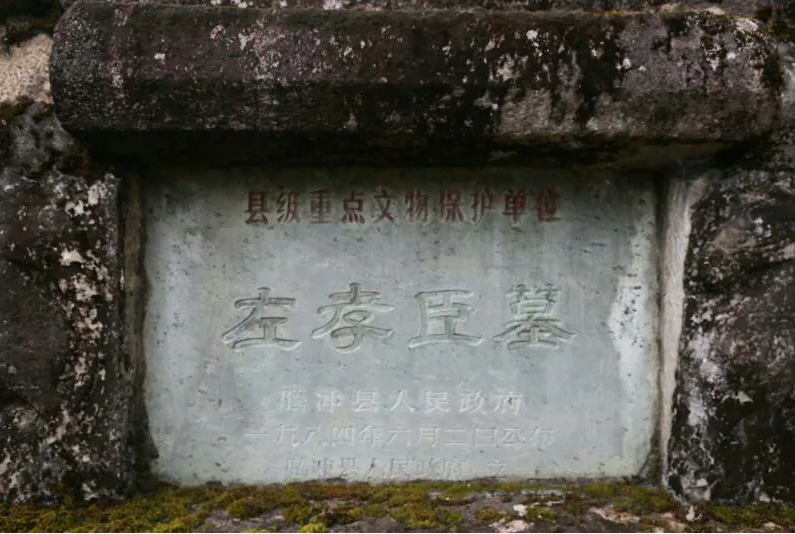 县级重点文物保护单位
左孝臣墓
腾冲县人民政府
一九八四年六月二日公布
腾冲县人民政府 立